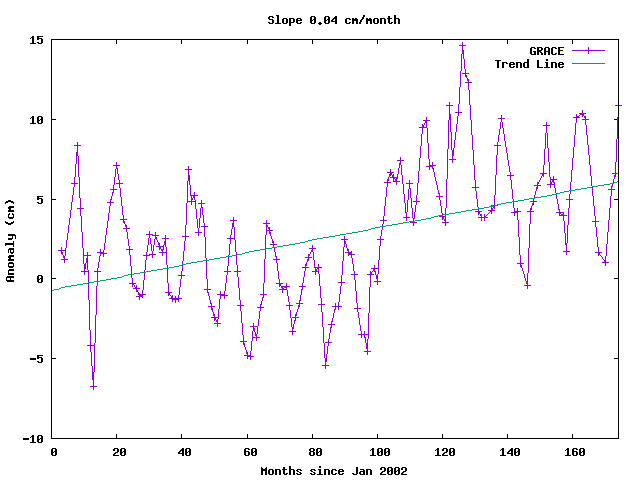 Slope 0.04 cm/month
GRACE
Trend Line
Anomaly (cm)
15
10
5
0
-5
-10
0 20 40 60 80 100 120 140 160
Months since Jan 2002